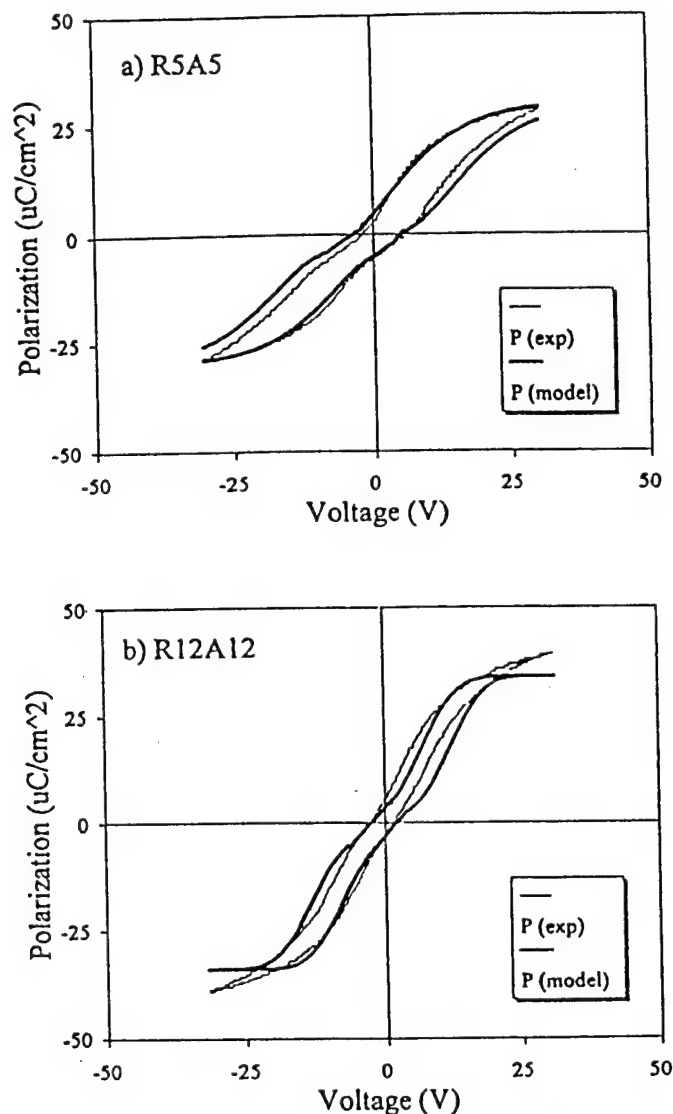 50
a) R5A5
25
Polarization (uC/cm^2)
0
P (exp)
P (model)
-25
-50
-50
-25
0
25
50
Voltage (V)
50
b) R12A12
25
Polarization (uC/cm^2)
0
P (exp)
P (model)
-25
-50
-50
-25
0
25
50
Voltage (V)